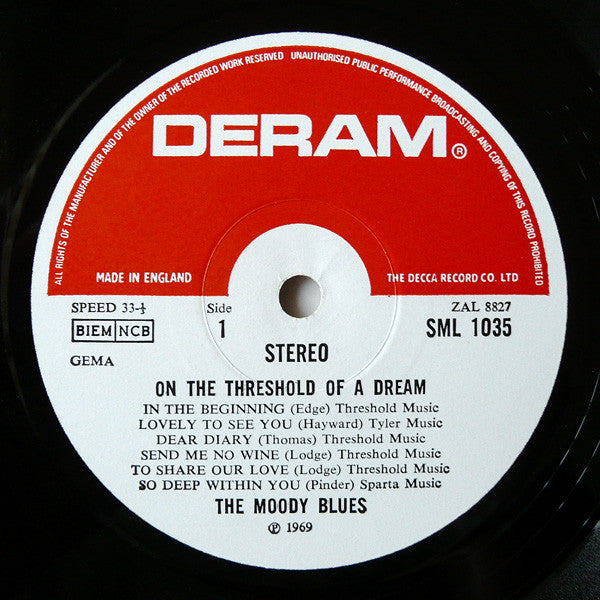 ALL RIGHTS OF THE MANUFACTURER AND OF THE OWNER OF THE RECORDED WORK RESERVED UNAUTHORISED PUBLIC PERFORMANCE BROADCASTING AND COPYING OF THIS RECORD PROHIBITED
DERAM®
MADE IN ENGLAND THE DECCA RECORD CO. LTD
SPEED 33-⅓ Side ZAL 8827
BIEM NCB 1 SML 1035
GEMA STEREO
ON THE THRESHOLD OF A DREAM
IN THE BEGINNING (Edge) Threshold Music
LOVELY TO SEE YOU (Hayward) Tyler Music
DEAR DIARY (Thomas) Threshold Music
SEND ME NO WINE (Lodge) Threshold Music
TO SHARE OUR LOVE (Lodge) Threshold Music
SO DEEP WITHIN YOU (Pinder) Sparta Music
THE MOODY BLUES
℗ 1969